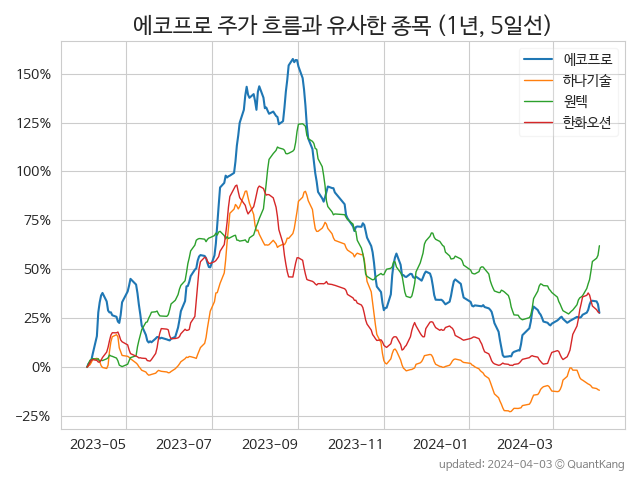 에코프로 주가 흐름과 유사한 종목 (1년, 5일선)
에코프로
하나기술
원텍
한화오션
150%
125%
100%
75%
50%
25%
0%
−25%
2023-05 2023-07 2023-09 2023-11 2024-01 2024-03
updated: 2024-04-03 © QuantKang